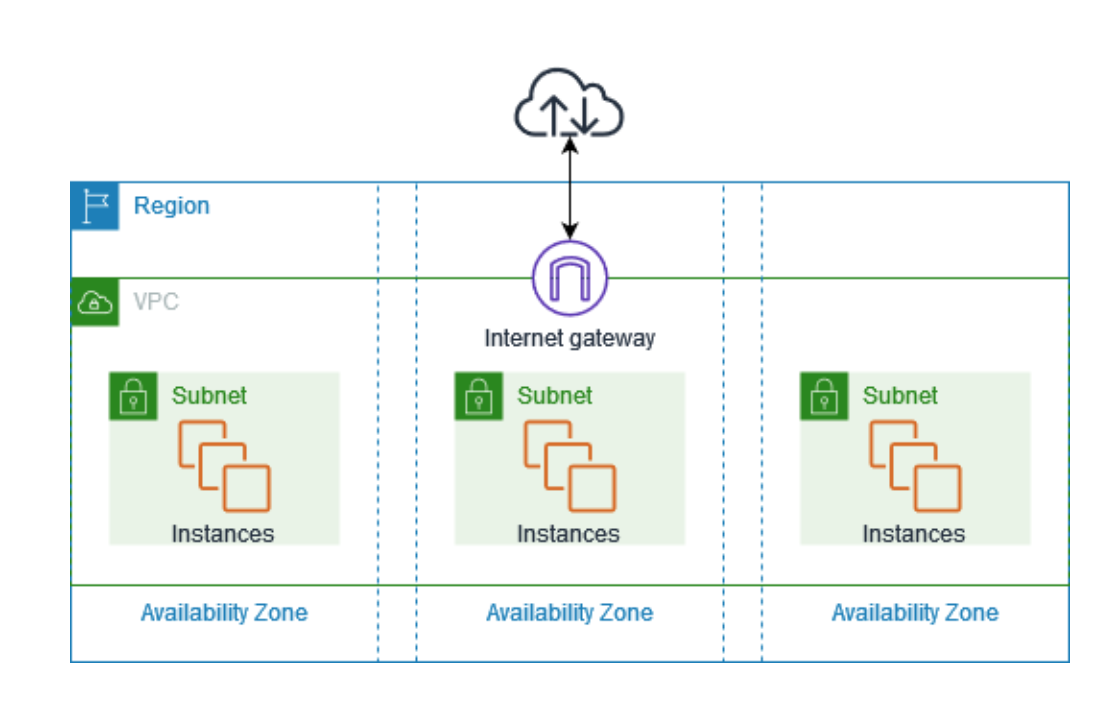 Region
VPC
Internet gateway
Subnet
Subnet
Subnet
Instances
Instances
Instances
Availability Zone
Availability Zone
Availability Zone